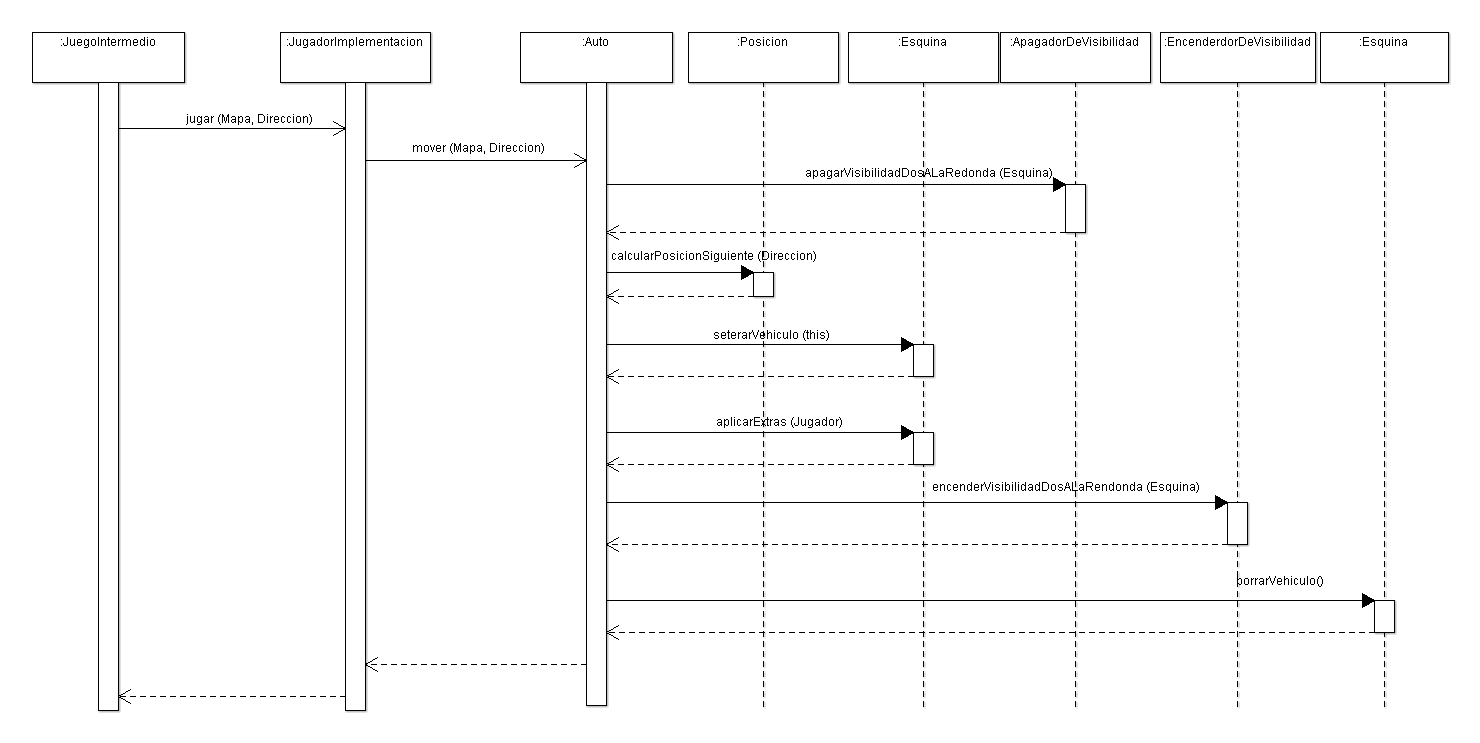 :JuegoIntermedio
:JugadorImplementacion
:Auto
:Posicion
:Esquina
:ApagadorDeVisibilidad
:EncenderdorDeVisibilidad
:Esquina
jugar (Mapa, Direccion)
mover (Mapa, Direccion)
apagarVisibilidadDosALaRedonda (Esquina)
calcularPosicionSiguiente (Direccion)
seterarVehiculo (this)
aplicarExtras (Jugador)
encenderVisibilidadDosALaRendonda (Esquina)
borrarVehiculo()